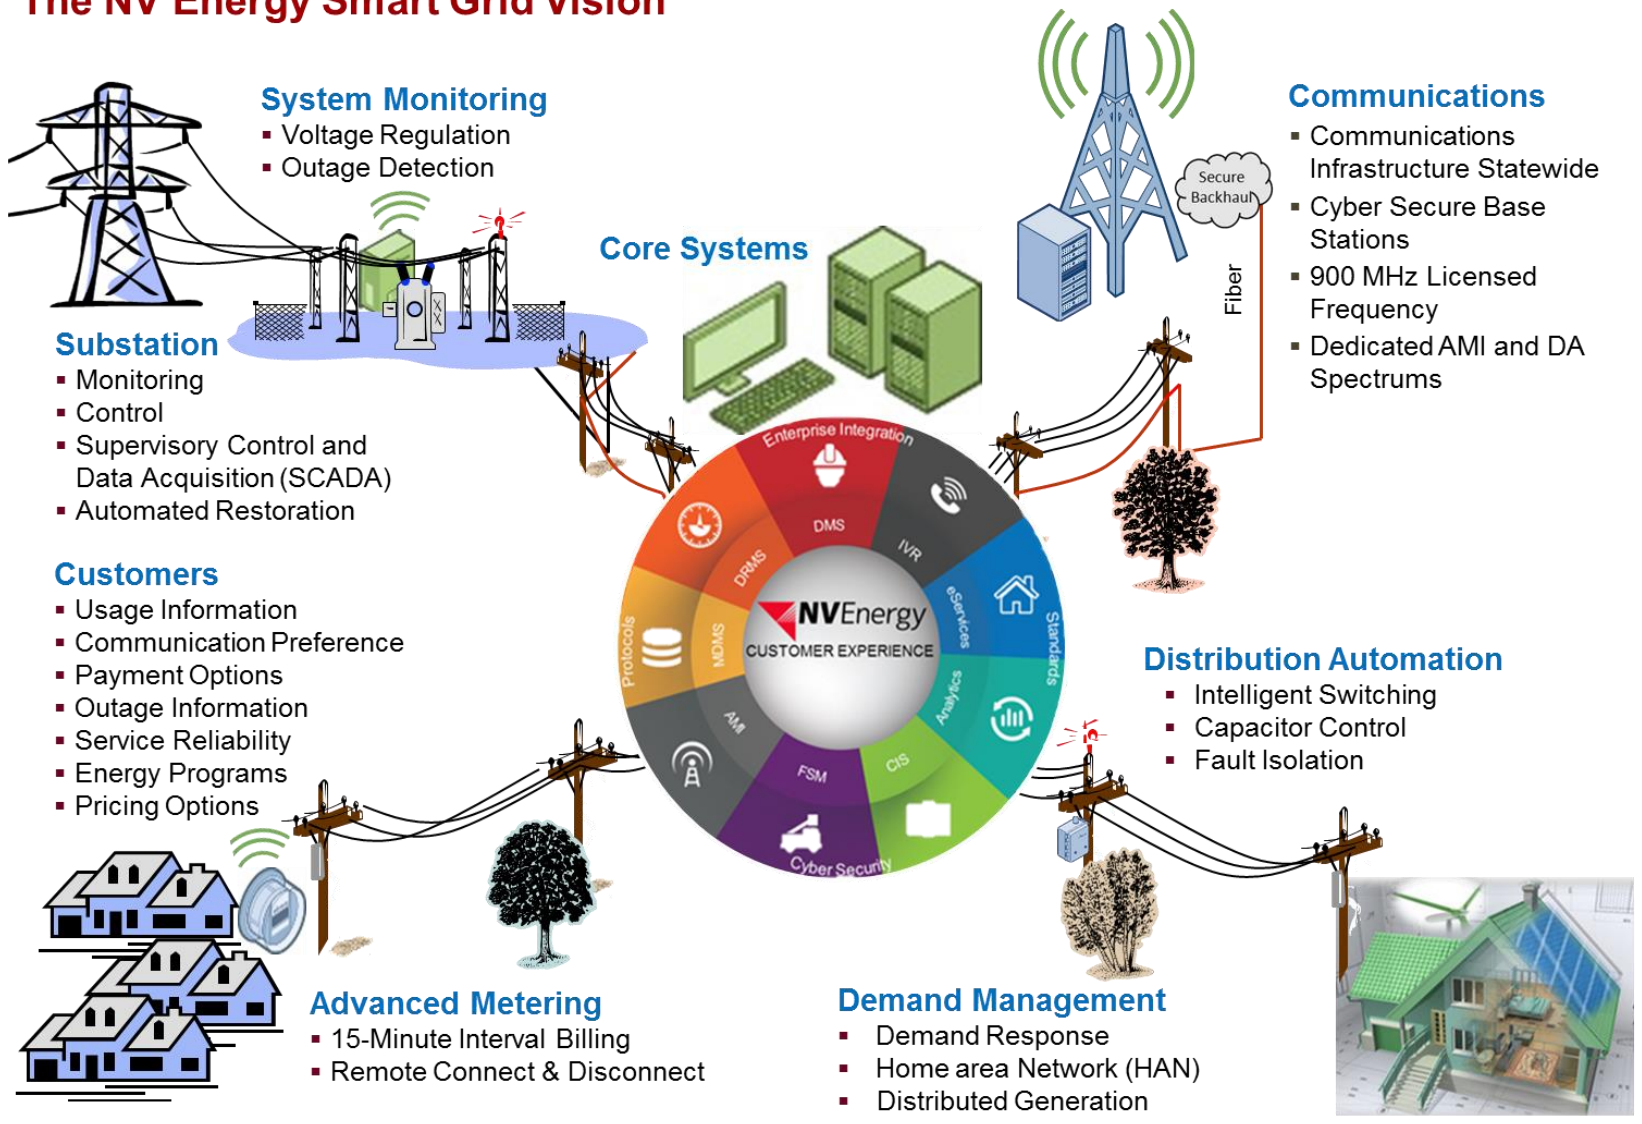 The NV Energy Smart Grid Vision
System Monitoring
▪ Voltage Regulation
▪ Outage Detection
Communications
▪ Communications
Infrastructure Statewide
▪ Cyber Secure Base
Stations
▪ 900 MHz Licensed
Frequency
▪ Dedicated AMI and DA
Spectrums
Secure
Backhaul
Fiber
Core Systems
Substation
▪ Monitoring
▪ Control
▪ Supervisory Control and
Data Acquisition (SCADA)
▪ Automated Restoration
Customers
▪ Usage Information
▪ Communication Preference
▪ Payment Options
▪ Outage Information
▪ Service Reliability
▪ Energy Programs
▪ Pricing Options
Enterprise Integration
DMS
IVR
eServices
Standards
Analytics
CIS
FSM
Cyber Security
AMI
MDMS
Protocols
DRMS
NVEnergy
CUSTOMER EXPERIENCE
Distribution Automation
▪ Intelligent Switching
▪ Capacitor Control
▪ Fault Isolation
Advanced Metering
▪ 15-Minute Interval Billing
▪ Remote Connect & Disconnect
Demand Management
▪ Demand Response
▪ Home area Network (HAN)
▪ Distributed Generation